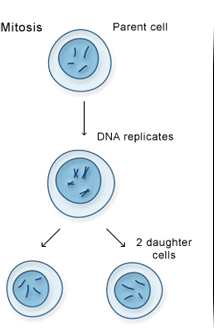 Mitosis
Parent cell
DNA replicates
2 daughter
cells